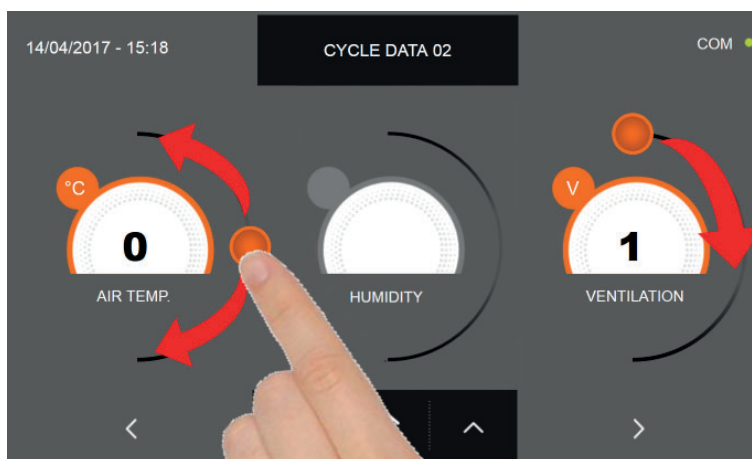 14/04/2017 - 15:18
CYCLE DATA 02
COM
°C
V
0
1
AIR TEMP.
HUMIDITY
VENTILATION